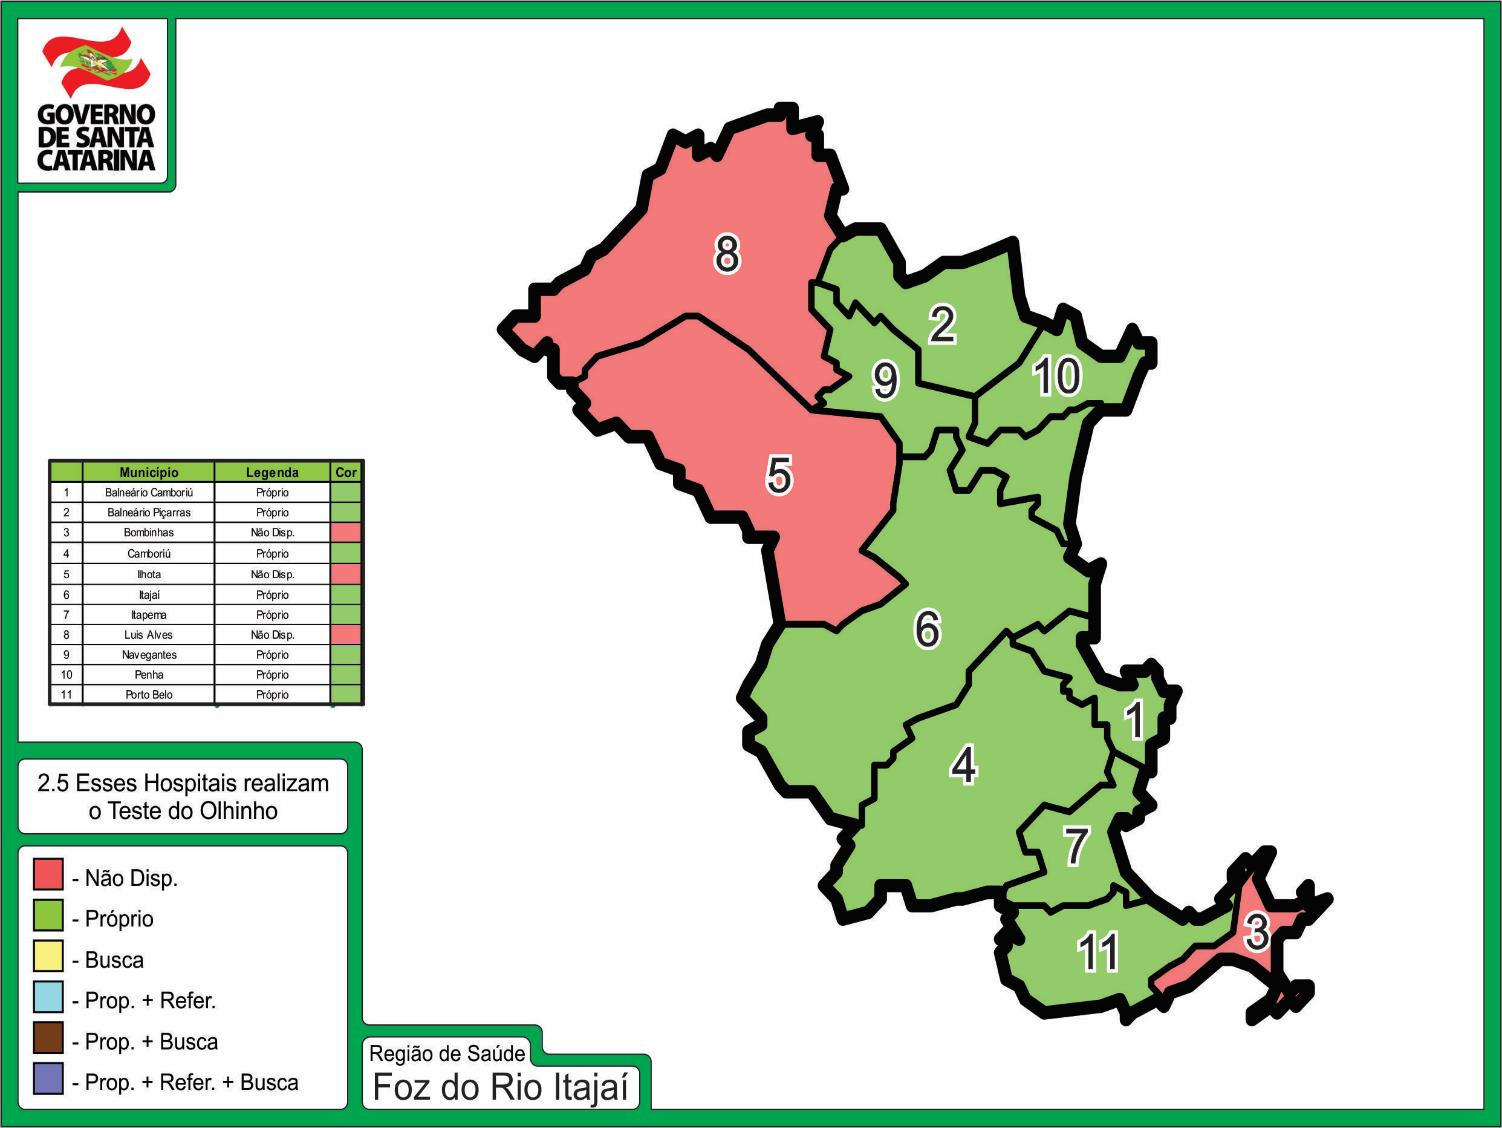 GOVERNO
DE SANTA
CATARINA
Município Legenda Cor
1 Balneário Camboriú Próprio
2 Balneário Piçarras Próprio
3 Bombinhas Não Disp.
4 Camboriú Próprio
5 Ilhota Não Disp.
6 Itajaí Próprio
7 Itapema Próprio
8 Luis Alves Não Disp.
9 Navegantes Próprio
10 Penha Próprio
11 Porto Belo Próprio
8
2
10
9
5
6
1
4
7
3
11
2.5 Esses Hospitais realizam
o Teste do Olhinho
- Não Disp.
- Próprio
- Busca
- Prop. + Refer.
- Prop. + Busca
- Prop. + Refer. + Busca
Região de Saúde
Foz do Rio Itajaí